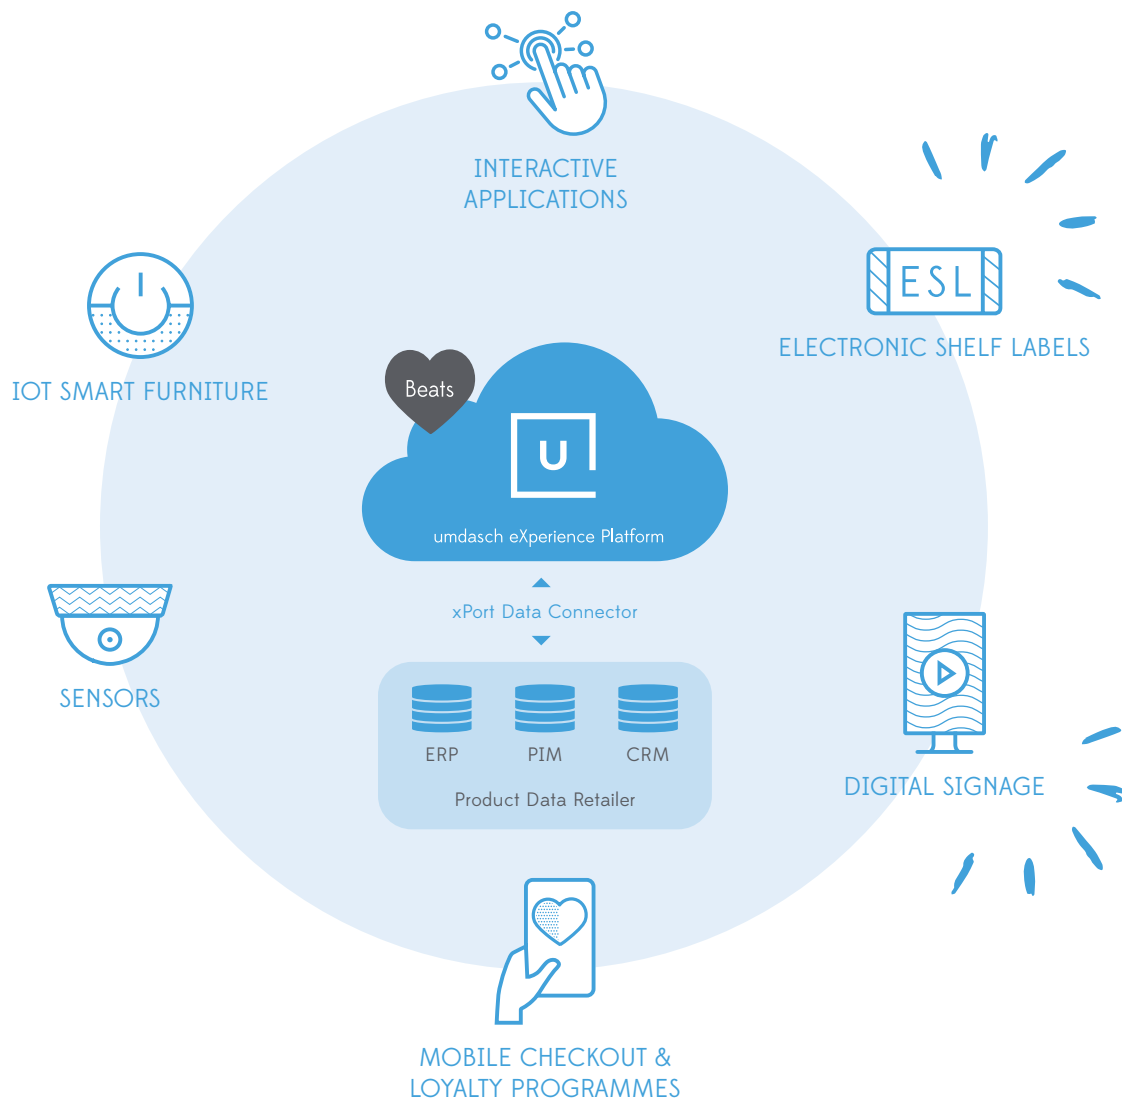 INTERACTIVE
APPLICATIONS
ESL
ELECTRONIC SHELF LABELS
IOT SMART FURNITURE
Beats
U
umdasch eXperience Platform
xPort Data Connector
SENSORS
ERP PIM CRM
Product Data Retailer
DIGITAL SIGNAGE
MOBILE CHECKOUT &
LOYALTY PROGRAMMES